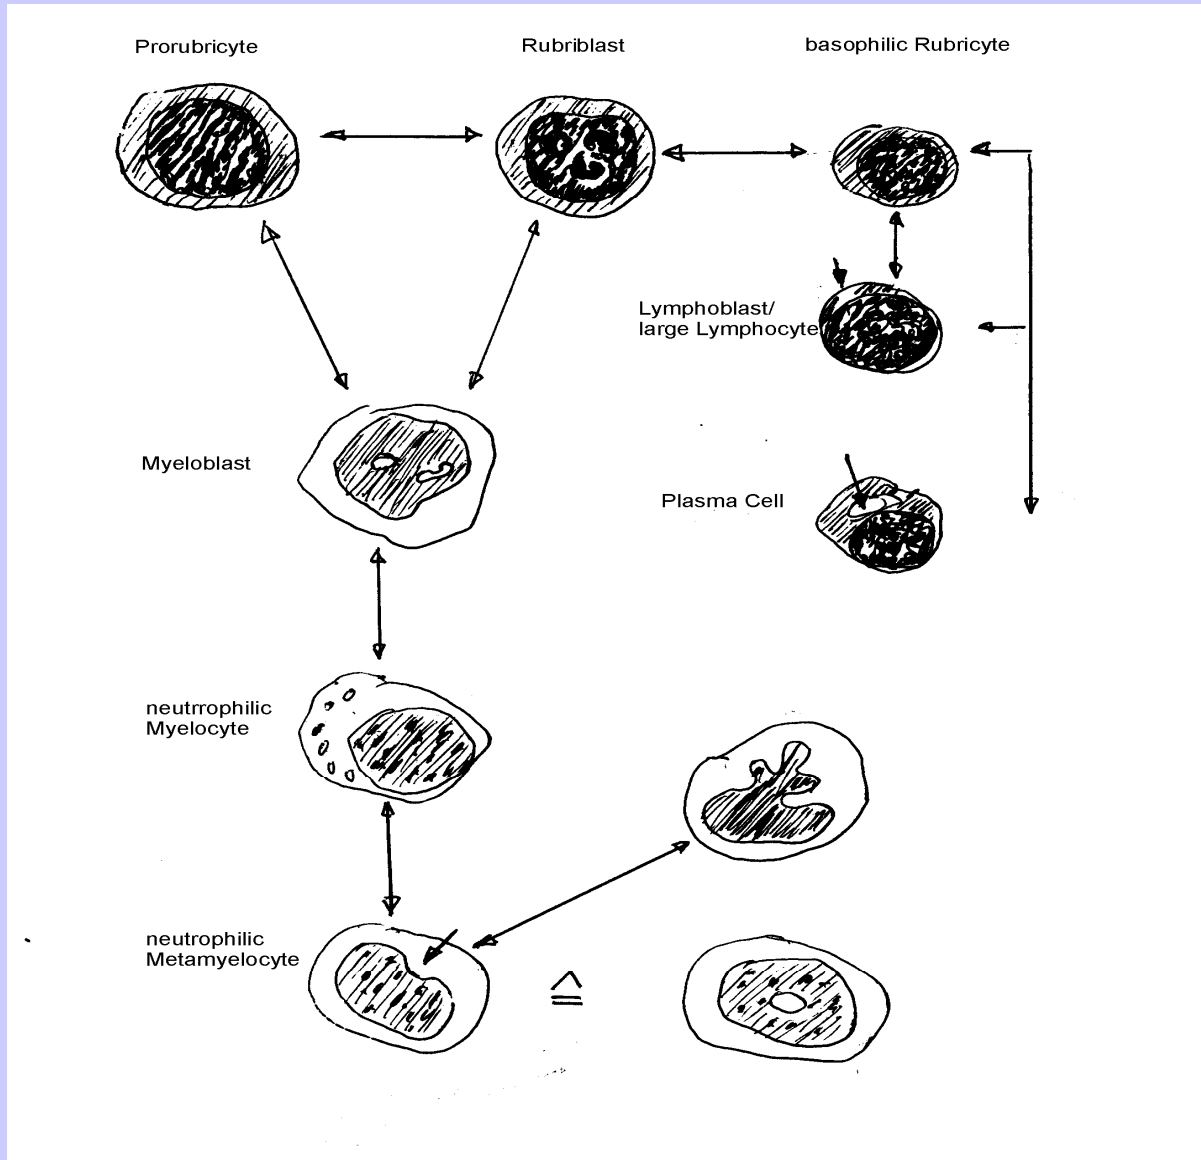 Prorubricyte
Rubriblast
basophilic Rubricyte
Lymphoblast/
large Lymphocyte
Myeloblast
Plasma Cell
neutrrophilic
Myelocyte
neutrophilic
Metamyelocyte